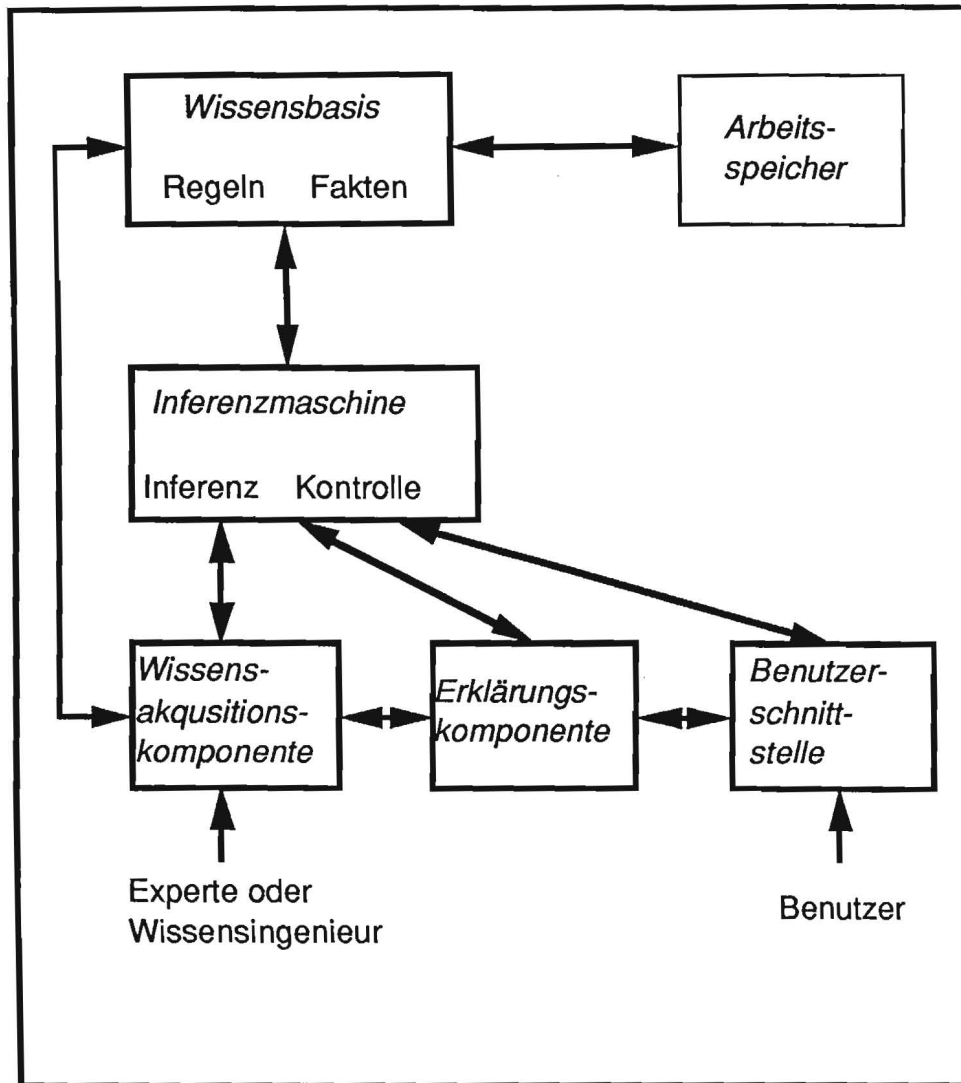 Wissensbasis
Regeln Fakten
Arbeits-
speicher
Inferenzmaschine
Inferenz Kontrolle
Wissens-
akqusitions-
komponente
Erklärungs-
komponente
Benutzer-
schnitt-
stelle
Experte oder
Wissensingenieur
Benutzer